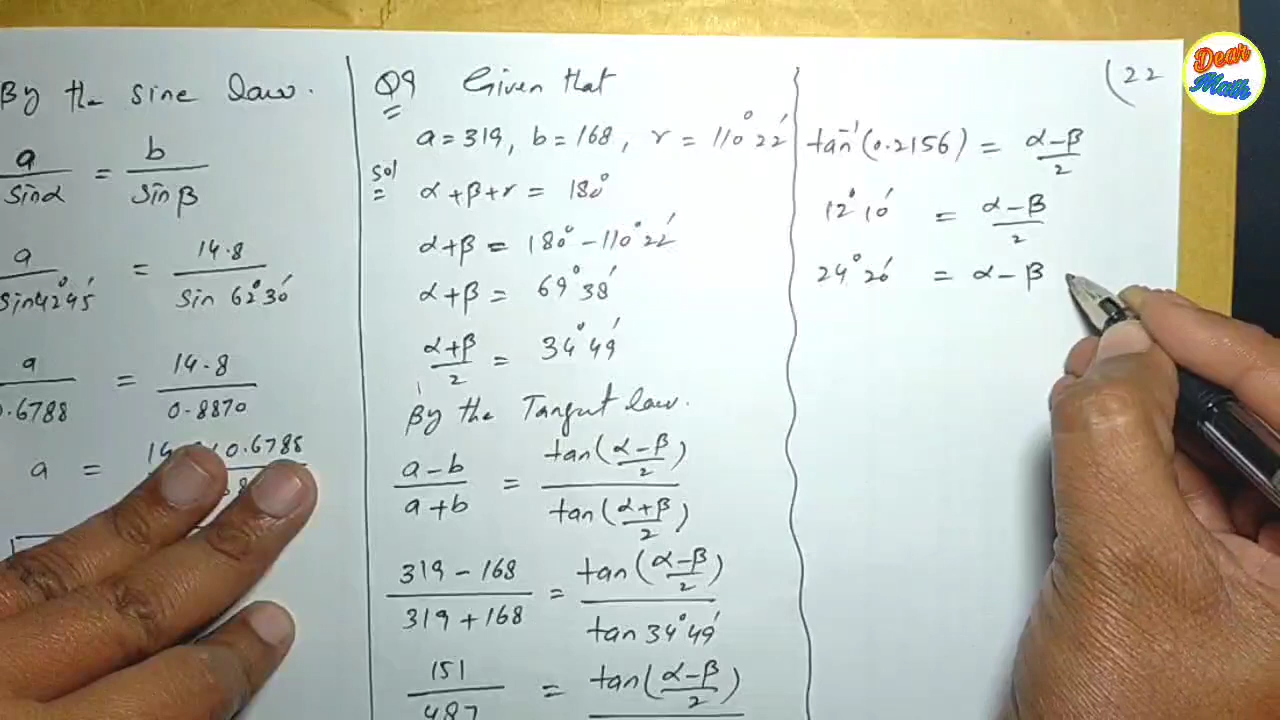 By the sine law.
a/Sinα = b/Sinβ
a/Sin42°45' = 14.8/Sin 62°30'
a/0.6788 = 14.8/0.8870
a = 0.6788
Q9 Given that
a = 319, b = 168, r = 110°22'
Sol
α + β + r = 180°
α + β = 180° - 110°22'
α + β = 69°38'
α+β/2 = 34°49'
By the Tangent law.
a-b/a+b = tan(α-β/2)/tan(α+β/2)
319-168/319+168 = tan(α-β/2)/tan 34°49'
151/487 = tan(α-β/2)
(22
tan⁻¹(0.2156) = α-β/2
12°10' = α-β/2
24°20' = α-β
Dear
Math